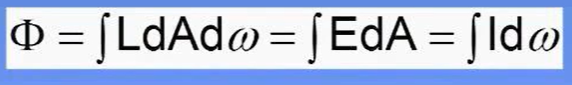 Φ = ∫LdAdω = ∫EdA = ∫Idω